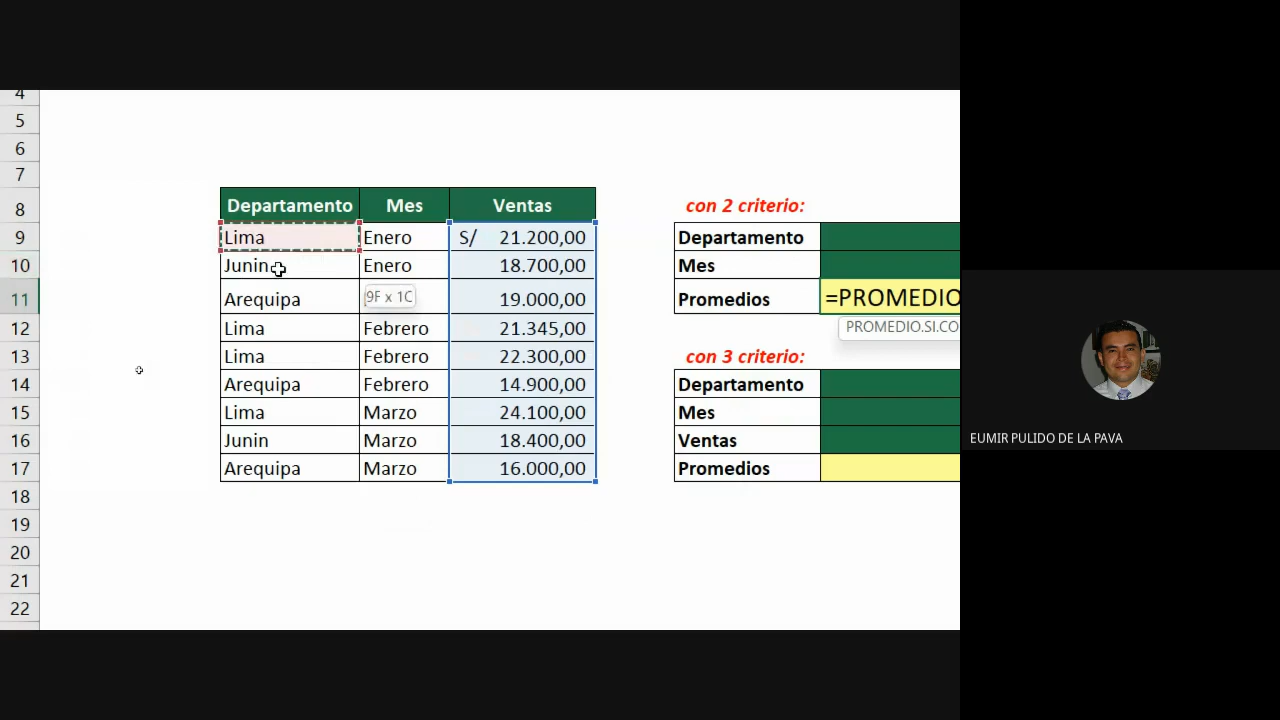 4
5
6
7
8 Departamento Mes Ventas con 2 criterio:
9 Lima Enero S/ 21.200,00 Departamento
10 Junin Enero 18.700,00 Mes
11 Arequipa 9F x 1C 19.000,00 Promedios =PROMEDIO
PROMEDIO.SI.CO
12 Lima Febrero 21.345,00
13 Lima Febrero 22.300,00 con 3 criterio:
14 Arequipa Febrero 14.900,00 Departamento
15 Lima Marzo 24.100,00 Mes
16 Junin Marzo 18.400,00 Ventas
17 Arequipa Marzo 16.000,00 Promedios
18
19
20
21
22
EUMIR PULIDO DE LA PAVA